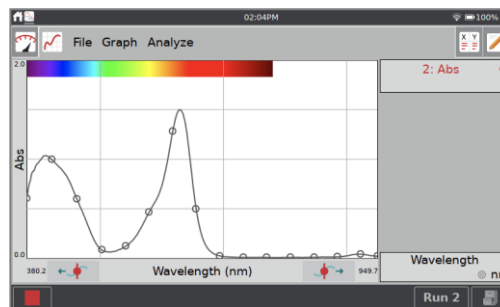 02:04PM
100%
File Graph Analyze
X Y
2.0
2: Abs
Abs
0.0
380.2
Wavelength (nm)
949.7
Wavelength
Run 2